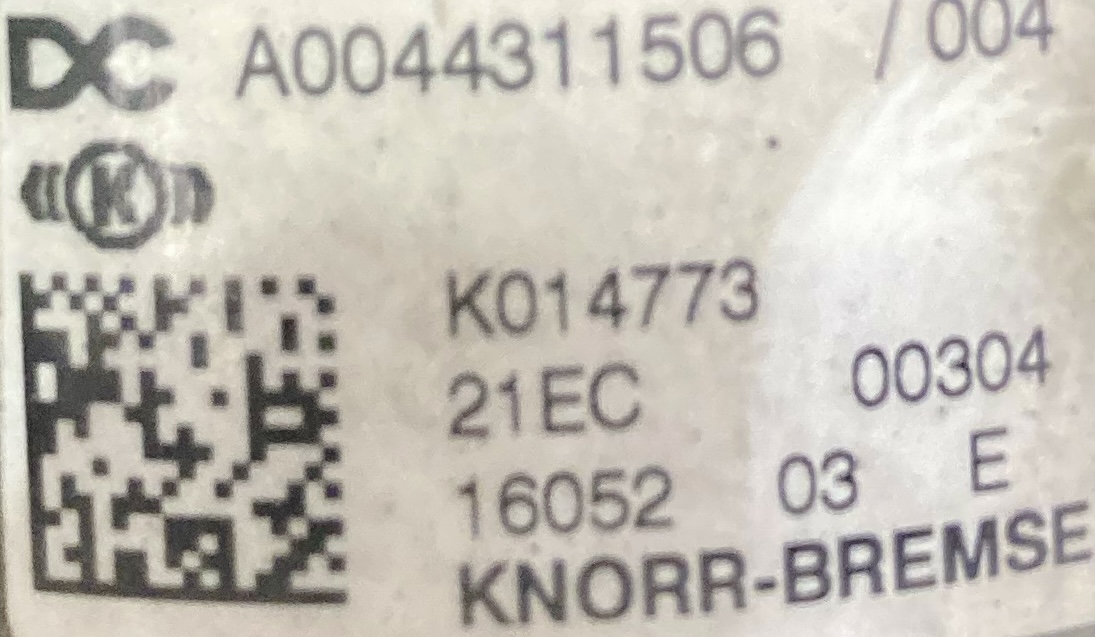 DC A0044311506 / 004
K
K014773
21EC 00304
16052 03 E
KNORR-BREMSE